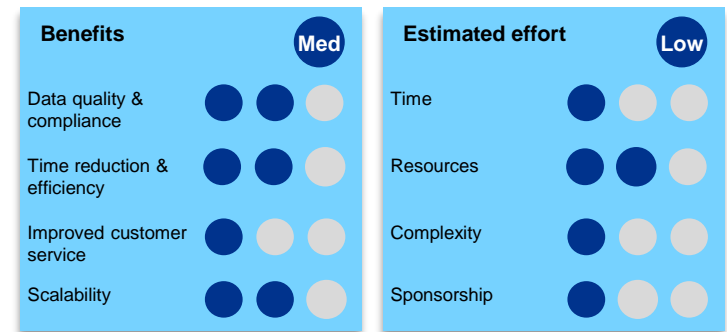 Benefits
Med
Data quality &
compliance
Time reduction &
efficiency
Improved customer
service
Scalability
Estimated effort
Low
Time
Resources
Complexity
Sponsorship